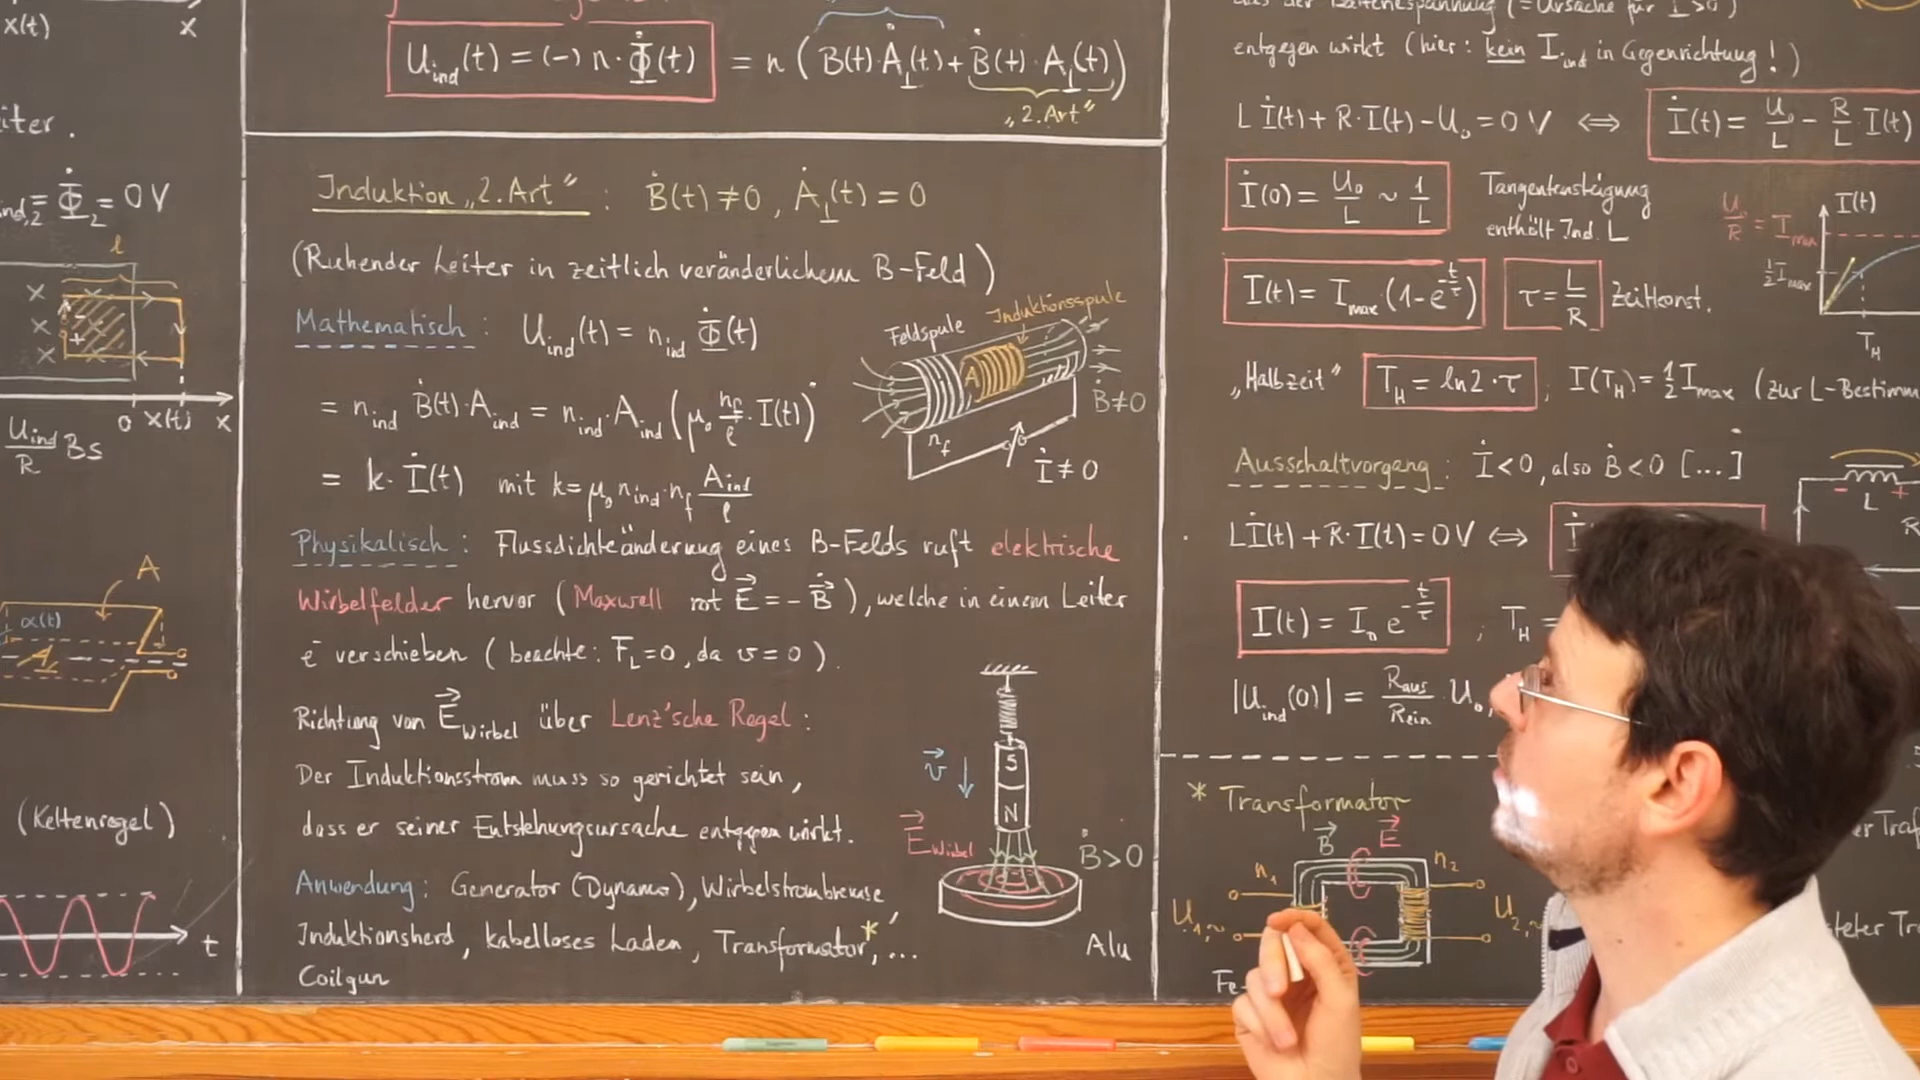 x(t)
x
iter.
ind,2 = Φ̇₂ = 0 V
l
0 x(t) x
U_ind/R Bs
A
α(t)
A⊥
(Kettenregel)
t
U_ind(t) = (-) n · Φ̇(t) = n ( B(t) · Ȧ⊥(t) + Ḃ(t) · A⊥(t) )
„2. Art"
Induktion „2. Art" : Ḃ(t) ≠ 0 , Ȧ⊥(t) = 0
(Ruhender Leiter in zeitlich veränderlichem B-Feld)
Mathematisch : U_ind(t) = n_ind Φ̇(t)
= n_ind Ḃ(t) · A_ind = n_ind · A_ind (μ₀ n_f/l · I(t))˙
= k · İ(t) mit k = μ₀ n_ind · n_f A_ind/l
Feldspule
Induktionsspule
A
n_f
Ḃ ≠ 0
İ ≠ 0
Physikalisch : Flussdichteänderung eines B-Felds ruft elektrische
Wirbelfelder hervor (Maxwell rot E⃗ = - B⃗˙), welche in einem Leiter
e⁻ verschieben (beachte: F_L = 0, da v = 0).
Richtung von E⃗_Wirbel über Lenz'sche Regel :
Der Induktionsstrom muss so gerichtet sein,
dass er seiner Entstehungsursache entgegen wirkt.
Anwendung : Generator (Dynamo), Wirbelstrombremse,
Induktionsherd, kabelloses Laden, Transformator*, ...
Coilgun
v⃗
S
N
E⃗_Wirbel
Ḃ > 0
Alu
entgegen wirkt (hier: kein I_ind in Gegenrichtung!)
L İ(t) + R · I(t) - U₀ = 0 V ⇔ İ(t) = U₀/L - R/L · I(t)
İ(0) = U₀/L ~ 1/L
Tangentensteigung
enthält Ind. L
I(t) = I_max (1 - e^(-t/τ))
τ = L/R Zeitkonst.
U₀/R = I_max
½ I_max
I(t)
T_H
„Halbzeit" T_H = ln2 · τ ; I(T_H) = ½ I_max (zur L-Bestimm
Ausschaltvorgang : İ < 0, also Ḃ < 0 [...]
L İ(t) + R · I(t) = 0 V ⇔ İ
- L +
R
I(t) = I₀ e^(-t/τ) ; T_H =
|U_ind(0)| = R_aus/R_ein · U₀,
* Transformator
B⃗ E⃗
n₁ n₂
U₁,~ U₂,~
Fe-
er Traf
steter Tr